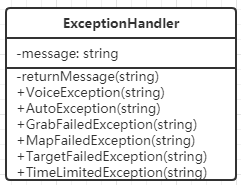 ExceptionHandler
-message: string
-returnMessage(string)
+VoiceException(string)
+AutoException(string)
+GrabFailedException(string)
+MapFailedException(string)
+TargetFailedException(string)
+TimeLimitedException(string)